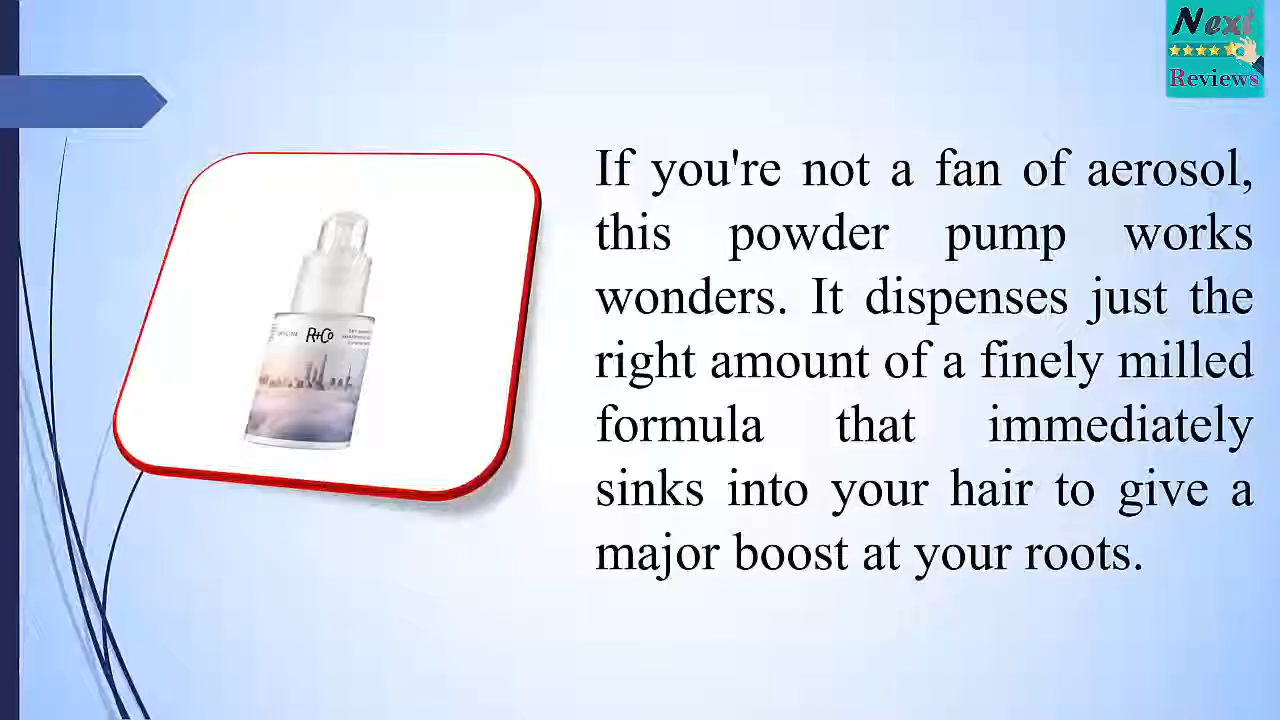 Next
Reviews
If you're not a fan of aerosol,
this powder pump works
wonders. It dispenses just the
right amount of a finely milled
formula that immediately
sinks into your hair to give a
major boost at your roots.
R+Co